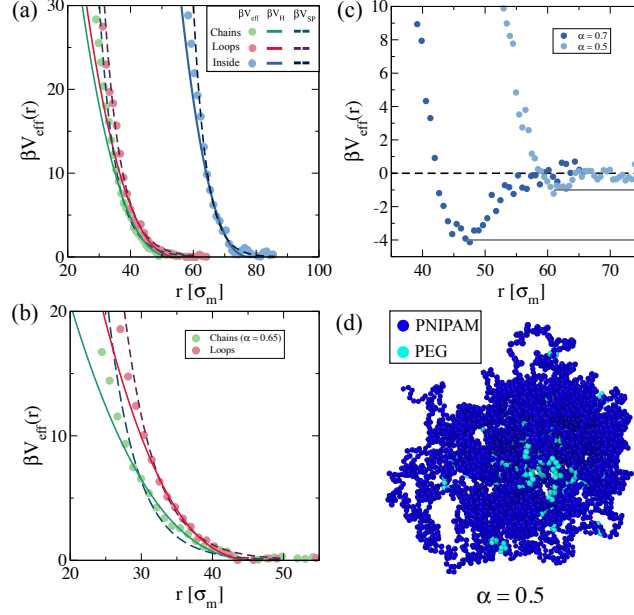 (a)
βV_eff(r)
30
20
10
0
20 40 60 80 100
r [σ_m]
βV_eff βV_H βV_SP
Chains
Loops
Inside
(b)
βV_eff(r)
20
10
0
20 30 40 50
r [σ_m]
Chains (α = 0.65)
Loops
(c)
βV_eff(r)
10
8
6
4
2
0
-2
-4
40 50 60 70
r [σ_m]
α = 0.7
α = 0.5
(d)
PNIPAM
PEG
α = 0.5